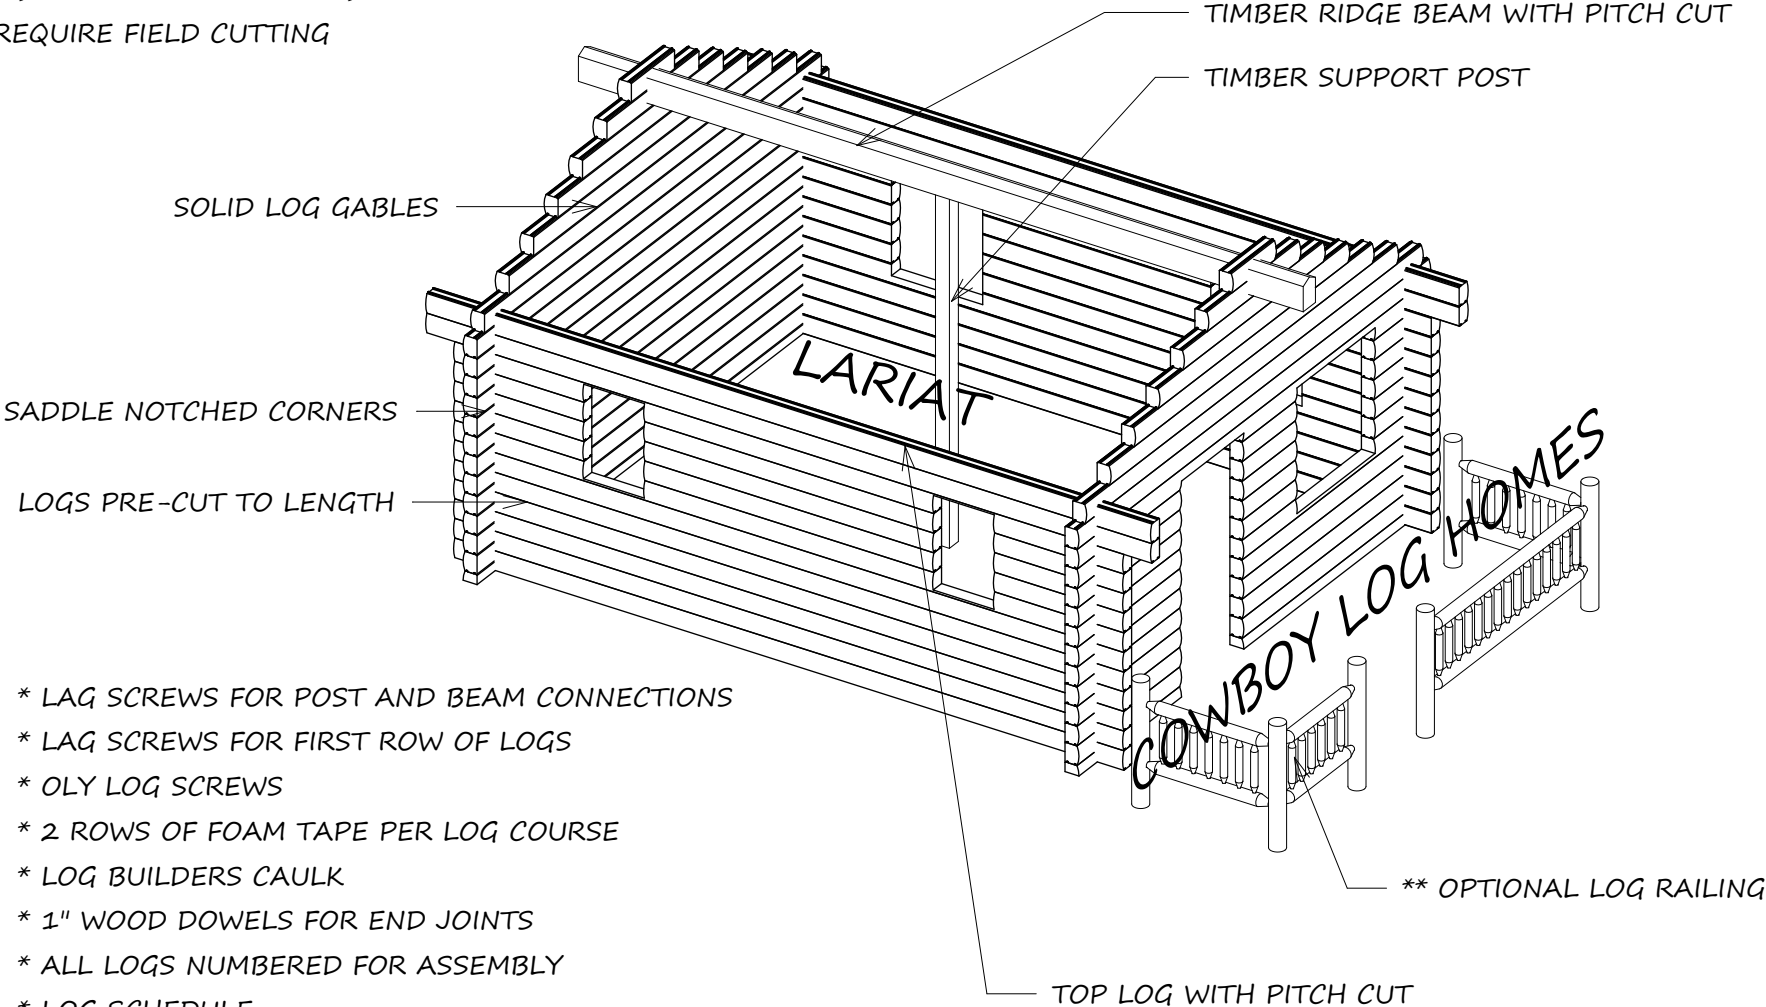 REQUIRE FIELD CUTTING
TIMBER RIDGE BEAM WITH PITCH CUT
TIMBER SUPPORT POST
SOLID LOG GABLES
LARIAT
SADDLE NOTCHED CORNERS
LOGS PRE-CUT TO LENGTH
COWBOY LOG HOMES
* LAG SCREWS FOR POST AND BEAM CONNECTIONS
* LAG SCREWS FOR FIRST ROW OF LOGS
* OLY LOG SCREWS
* 2 ROWS OF FOAM TAPE PER LOG COURSE
* LOG BUILDERS CAULK
* 1" WOOD DOWELS FOR END JOINTS
* ALL LOGS NUMBERED FOR ASSEMBLY
* LOG SCHEDULE
** OPTIONAL LOG RAILING
TOP LOG WITH PITCH CUT